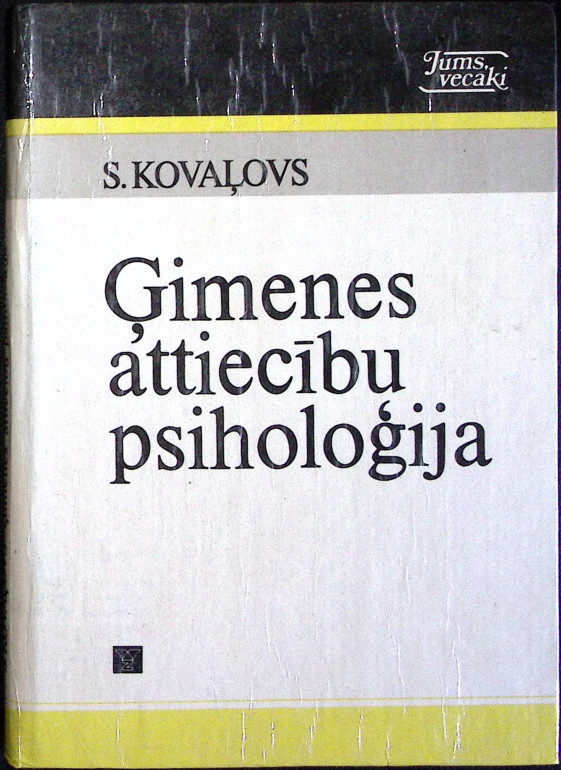 Jums,
vecāki
S. KOVAĻOVS
Ģimenes
attiecību
psiholoģija